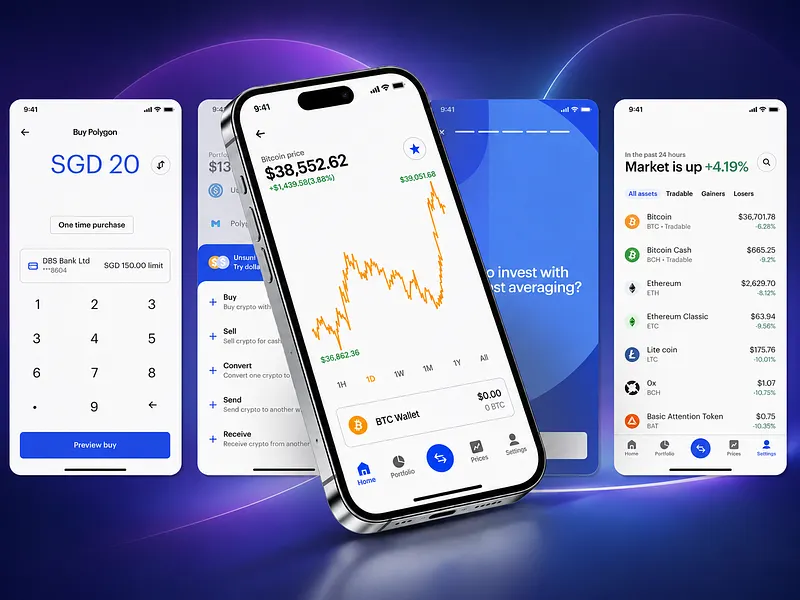 9:41
Buy Polygon
SGD 20
One time purchase
DBS Bank Ltd
***8604
SGD 150.00 limit
1 2 3
3 4 5
6 7 8
. 9
Preview buy
9:4
Portfo
$13
Polyg
Unsur
Try dolla
Buy
Buy crypto with
Sell
Sell crypto for cash
Convert
Convert one crypto to
Send
Send crypto to another w
Receive
Receive crypto from another
9:41
Bitcoin price
$38,552.62
+$1,439.58(3.88%)
$39,051.68
$36,862.36
1H 1D 1W 1M 1Y All
BTC Wallet
$0.00
0 BTC
Home Portfolio Prices Settings
9:41
o invest with
st averaging?
9:41
In the past 24 hours
Market is up +4.19%
All assets Tradable Gainers Losers
Bitcoin $36,701.78
BTC • Tradable -6.28%
Bitcoin Cash $665.25
BCH • Tradable -9.2%
Ethereum $2,629.70
ETH -8.12%
Ethereum Classic $63.94
ETC -9.56%
Lite coin $175.76
LTC -10.01%
0x $1.07
BCH -10.75%
Basic Attention Token $0.75
BAT -10.35%
Home Portfolio Prices Settings